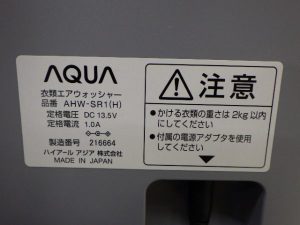 AQUA
衣類エアウォッシャー
品番 AHW-SR1(H)
定格電圧 DC 13.5V
定格電流 1.0A
製造番号 216664
ハイアール アジア 株式会社
MADE IN JAPAN
注意
●かける衣類の重さは2kg以内
にしてください
●付属の電源アダプタを使用
してください